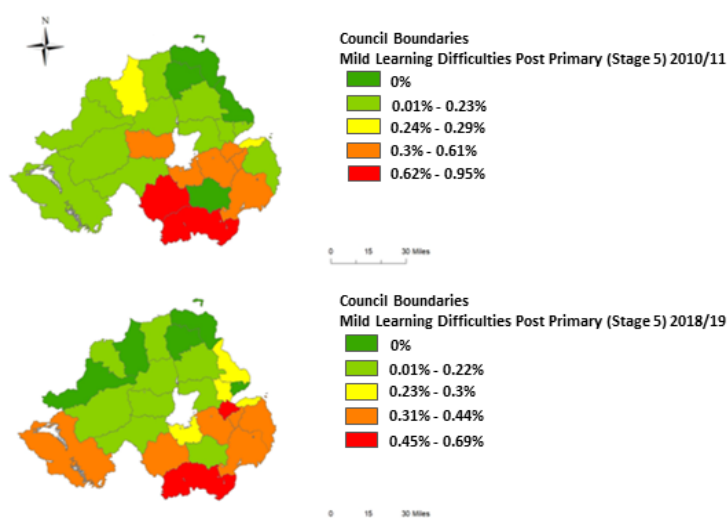 N
Council Boundaries
Mild Learning Difficulties Post Primary (Stage 5) 2010/11
0%
0.01% - 0.23%
0.24% - 0.29%
0.3% - 0.61%
0.62% - 0.95%
0 15 30 Miles
Council Boundaries
Mild Learning Difficulties Post Primary (Stage 5) 2018/19
0%
0.01% - 0.22%
0.23% - 0.3%
0.31% - 0.44%
0.45% - 0.69%
0 15 30 Miles